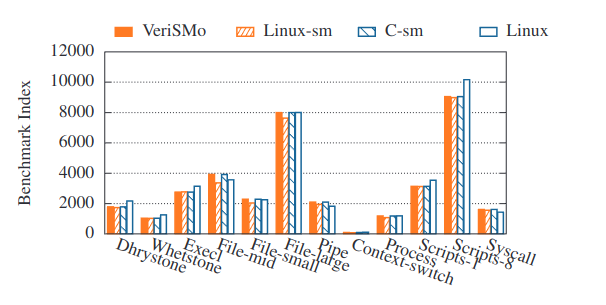 VeriSMo Linux-sm C-sm Linux
12000
10000
8000
6000
4000
2000
0
Benchmark Index
Dhrystone
Whetstone
Execl
File-mid
File-small
File-large
Pipe
Context-switch
Process
Scripts-1
Scripts-8
Syscall